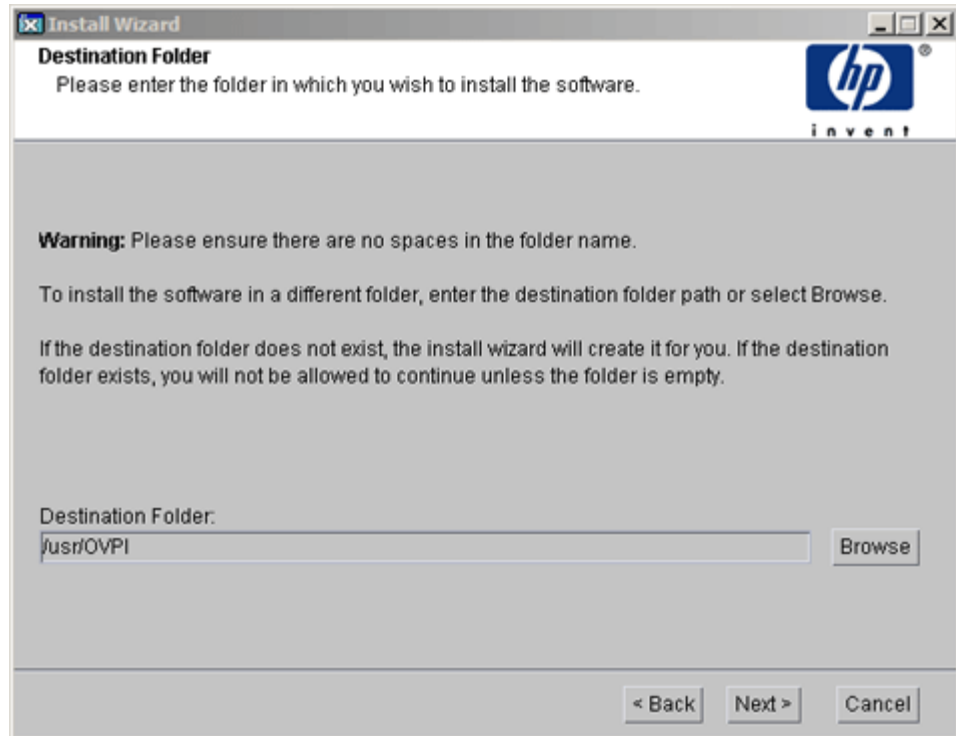 Install Wizard
Destination Folder
Please enter the folder in which you wish to install the software.
hp
®
invent
Warning: Please ensure there are no spaces in the folder name.
To install the software in a different folder, enter the destination folder path or select Browse.
If the destination folder does not exist, the install wizard will create it for you. If the destination
folder exists, you will not be allowed to continue unless the folder is empty.
Destination Folder:
/usr/OVPI
Browse
< Back Next > Cancel